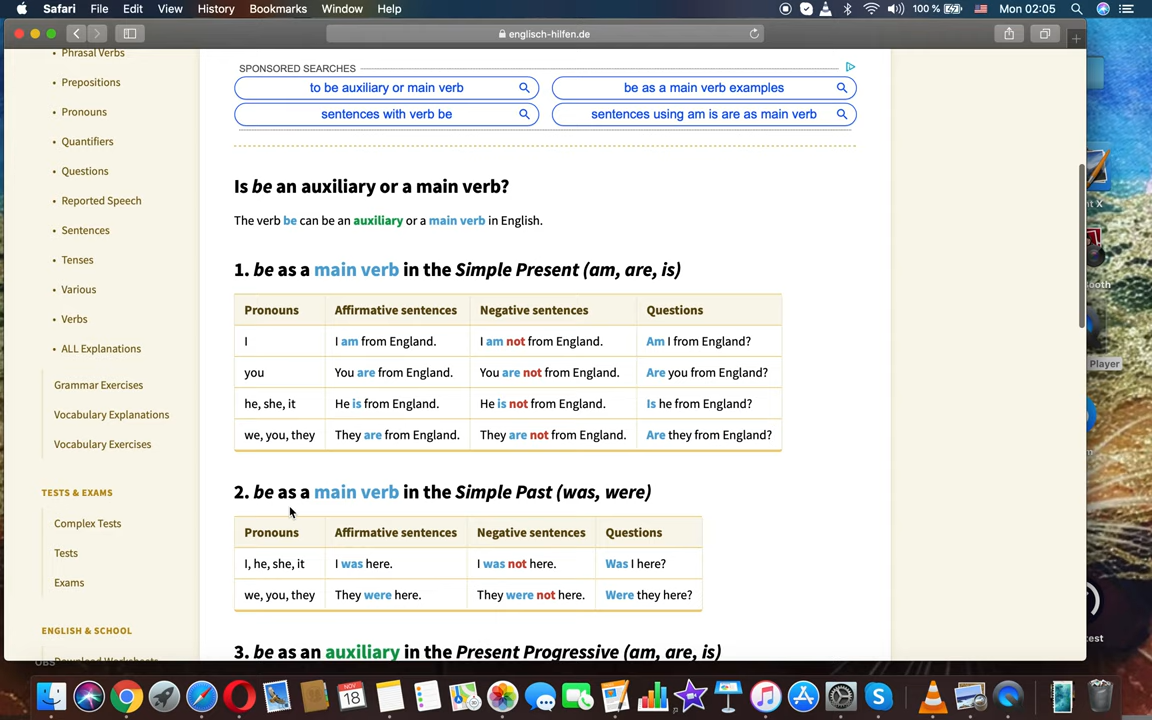 Safari File Edit View History Bookmarks Window Help 100 % Mon 02:05
englisch-hilfen.de
Phrasal Verbs
• Prepositions
• Pronouns
• Quantifiers
• Questions
• Reported Speech
• Sentences
• Tenses
• Various
• Verbs
• ALL Explanations
Grammar Exercises
Vocabulary Explanations
Vocabulary Exercises
TESTS & EXAMS
Complex Tests
Tests
Exams
ENGLISH & SCHOOL
SPONSORED SEARCHES
to be auxiliary or main verb be as a main verb examples
sentences with verb be sentences using am is are as main verb
Is be an auxiliary or a main verb?
The verb be can be an auxiliary or a main verb in English.
1. be as a main verb in the Simple Present (am, are, is)
Pronouns Affirmative sentences Negative sentences Questions
I I am from England. I am not from England. Am I from England?
you You are from England. You are not from England. Are you from England?
he, she, it He is from England. He is not from England. Is he from England?
we, you, they They are from England. They are not from England. Are they from England?
2. be as a main verb in the Simple Past (was, were)
Pronouns Affirmative sentences Negative sentences Questions
I, he, she, it I was here. I was not here. Was I here?
we, you, they They were here. They were not here. Were they here?
3. be as an auxiliary in the Present Progressive (am, are, is)
Player
OBS
NOV
18